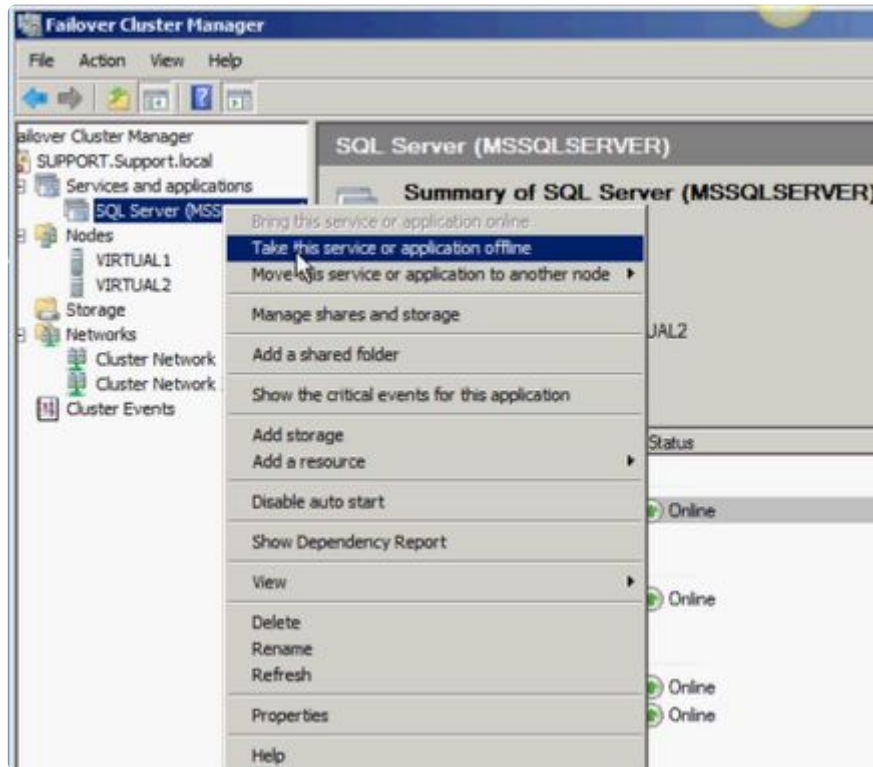 Failover Cluster Manager
File Action View Help
ailover Cluster Manager
SUPPORT.Support.local
Services and applications
SQL Server (MSS
Nodes
VIRTUAL1
VIRTUAL2
Storage
Networks
Cluster Network
Cluster Network
Cluster Events
SQL Server (MSSQLSERVER)
Summary of SQL Server (MSSQLSERVER)
Bring this service or application online
Take this service or application offline
Move this service or application to another node
Manage shares and storage
Add a shared folder
Show the critical events for this application
Add storage
Add a resource
Disable auto start
Show Dependency Report
View
Delete
Rename
Refresh
Properties
Help
UAL2
Status
Online
Online
Online
Online